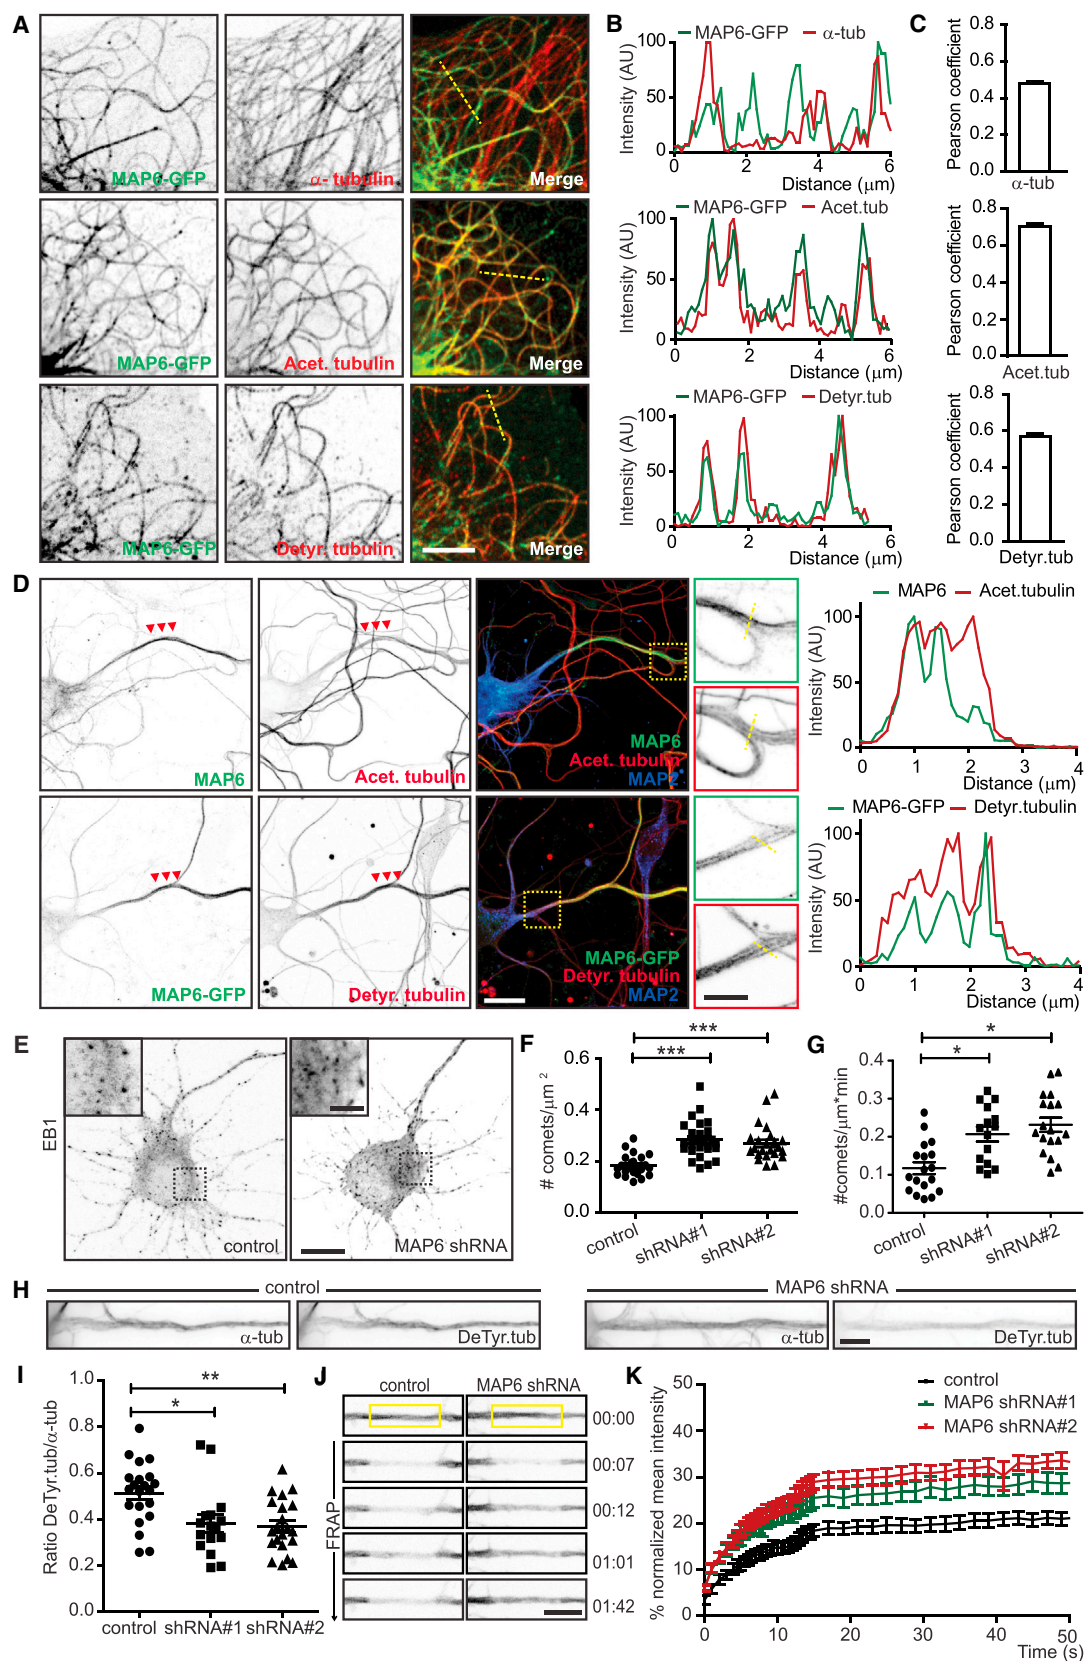 A
MAP6-GFP
α- tubulin
Merge
MAP6-GFP
Acet. tubulin
Merge
MAP6-GFP
Detyr. tubulin
Merge
B
MAP6-GFP
α-tub
Intensity (AU)
100
50
0
0
2
4
6
Distance (μm)
MAP6-GFP
Acet.tub
Intensity (AU)
100
50
0
0
2
4
6
Distance (μm)
MAP6-GFP
Detyr.tub
Intensity (AU)
100
50
0
0
2
4
6
Distance (μm)
C
Pearson coefficient
0.8
0.6
0.4
0.2
0.0
α-tub
Pearson coefficient
0.8
0.6
0.4
0.2
0.0
Acet.tub
Pearson coefficient
0.8
0.6
0.4
0.2
0.0
Detyr.tub
D
MAP6
Acet. tubulin
MAP6
Acet. tubulin
MAP2
MAP6
Acet.tubulin
Intensity (AU)
100
50
0
0
1
2
3
4
Distance (μm)
MAP6-GFP
Detyr. tubulin
MAP6-GFP
Detyr. tubulin
MAP2
MAP6-GFP
Detyr.tubulin
Intensity (AU)
100
50
0
0
1
2
3
4
Distance (μm)
E
EB1
control
MAP6 shRNA
F
***
***
# comets/μm²
0.6
0.4
0.2
0.0
control
shRNA#1
shRNA#2
G
*
*
#comets/μm*min
0.4
0.3
0.2
0.1
0.0
control
shRNA#1
shRNA#2
H
control
α-tub
DeTyr.tub
MAP6 shRNA
α-tub
DeTyr.tub
I
**
*
Ratio DeTyr.tub/α-tub
1.0
0.8
0.6
0.4
0.2
0.0
control
shRNA#1
shRNA#2
J
control
MAP6 shRNA
FRAP
00:00
00:07
00:12
01:01
01:42
K
control
MAP6 shRNA#1
MAP6 shRNA#2
% normalized mean intensity
50
40
30
20
10
0
0
10
20
30
40
50
Time (s)